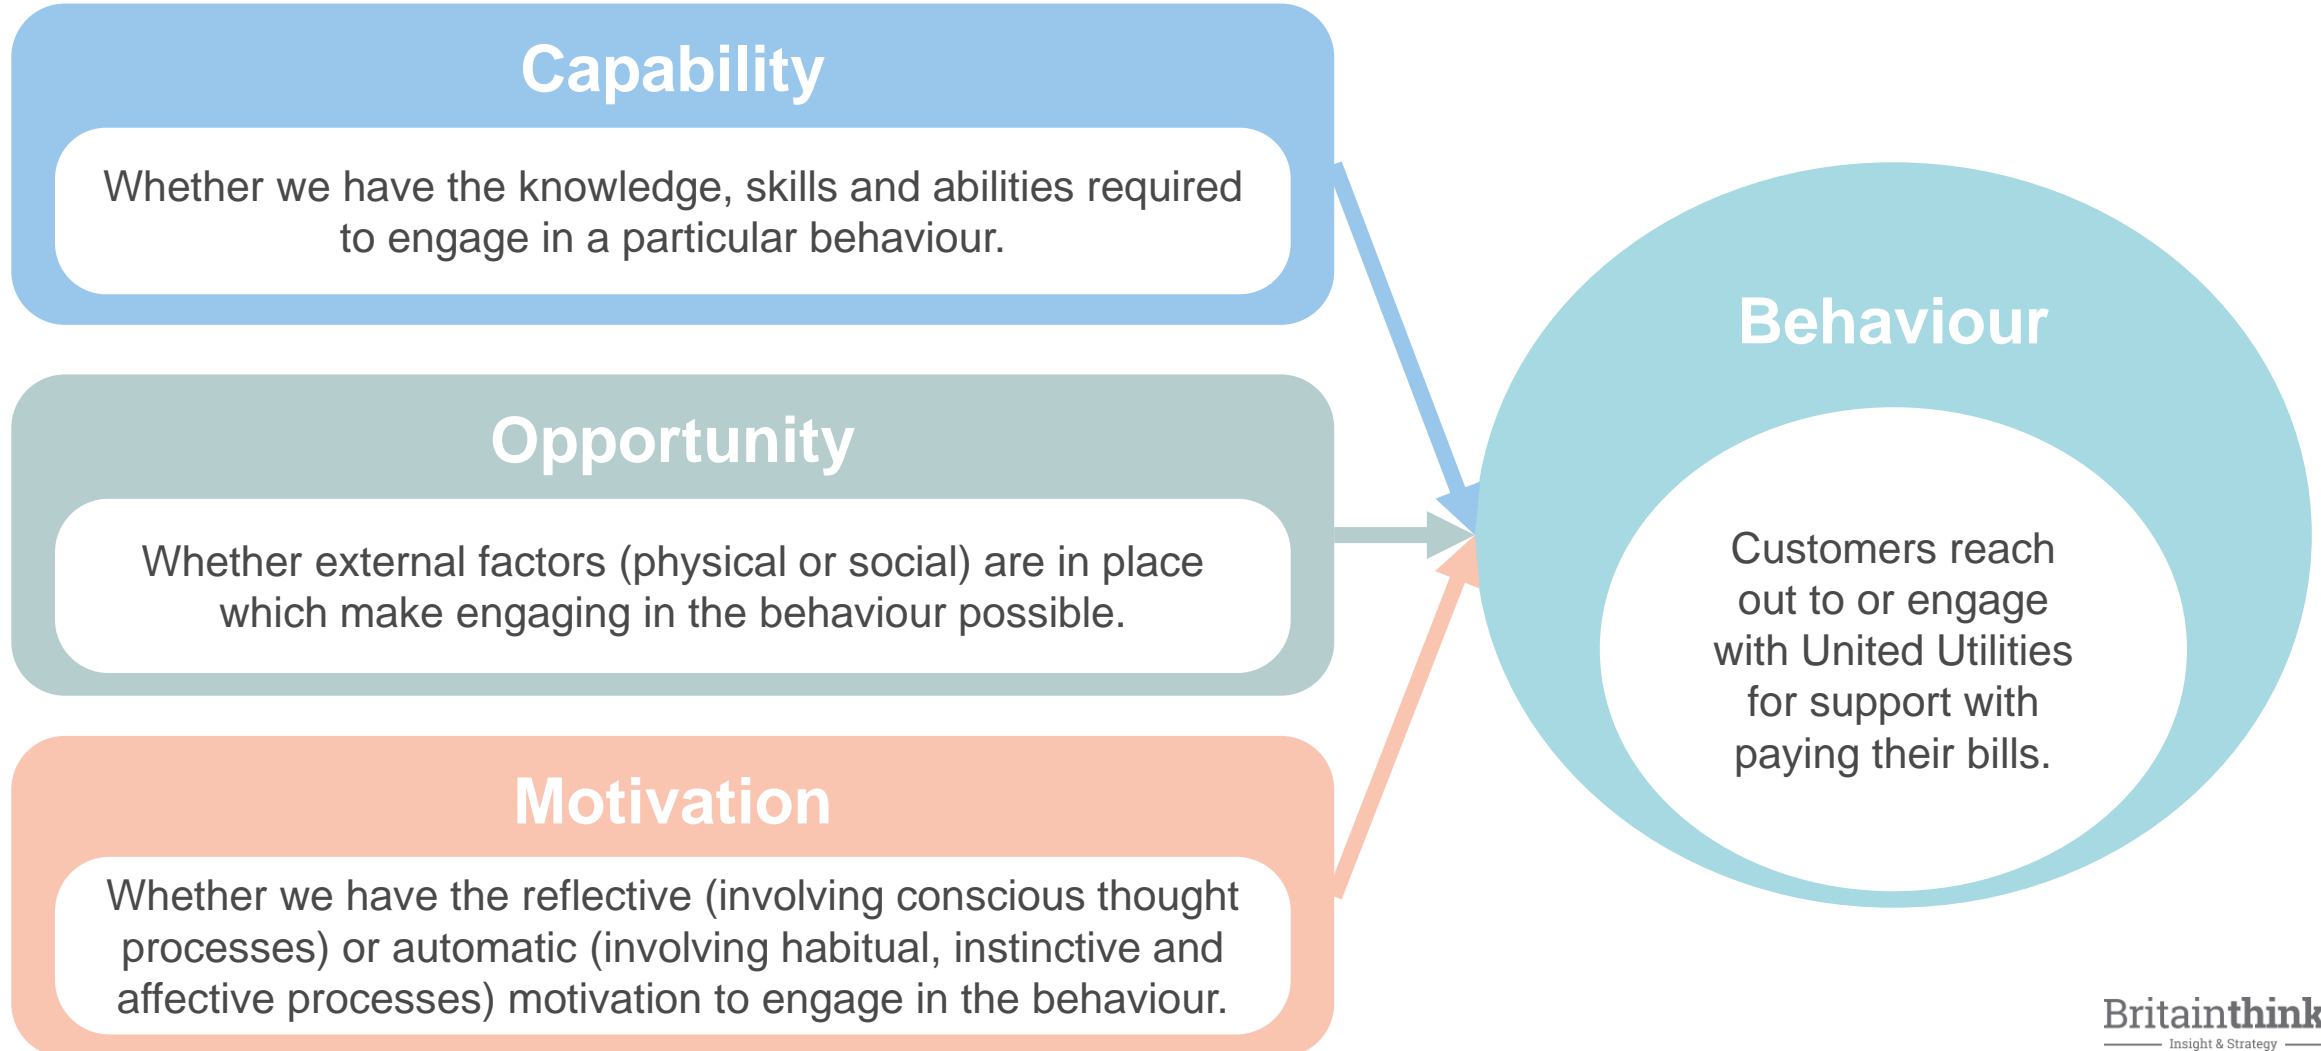 Capability
Whether we have the knowledge, skills and abilities required
to engage in a particular behaviour.
Opportunity
Whether external factors (physical or social) are in place
which make engaging in the behaviour possible.
Motivation
Whether we have the reflective (involving conscious thought
processes) or automatic (involving habitual, instinctive and
affective processes) motivation to engage in the behaviour.
Behaviour
Customers reach
out to or engage
with United Utilities
for support with
paying their bills.
Britainthink
Insight & Strategy